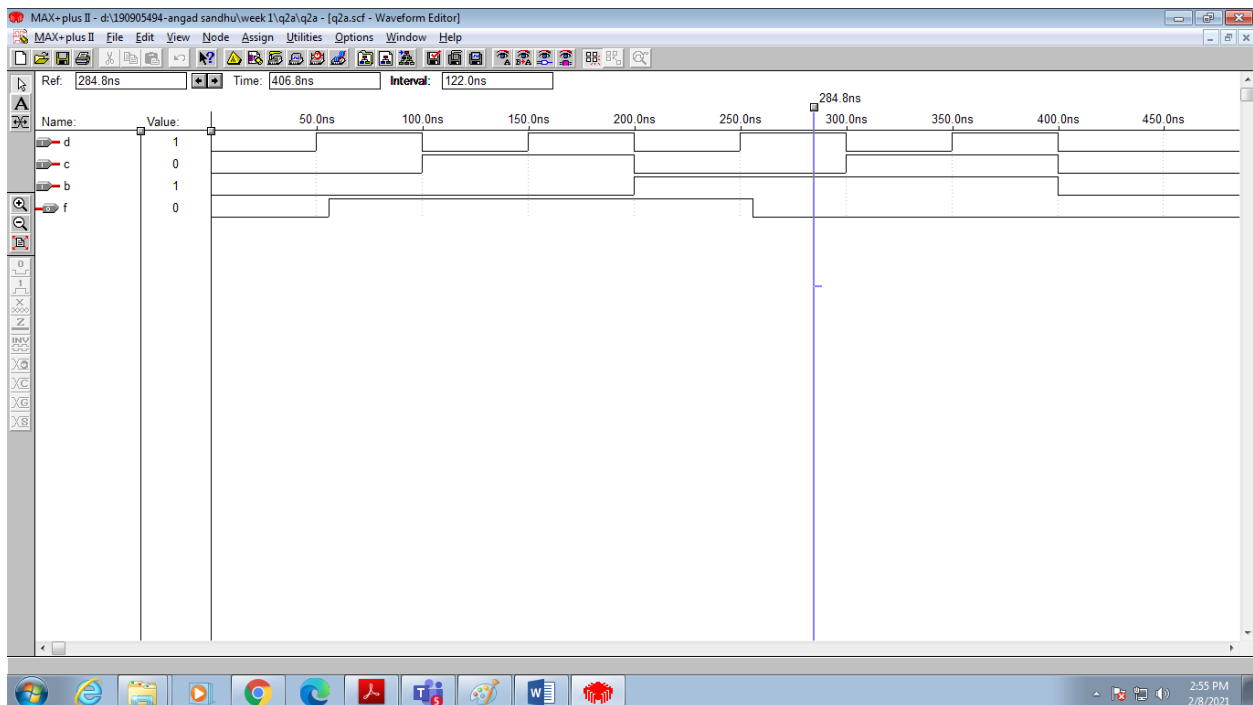 MAX+plus II - d:\190905494-angad sandhu\week 1\q2a\q2a - [q2a.scf - Waveform Editor]
MAX+plus II File Edit View Node Assign Utilities Options Window Help
Ref: 284.8ns Time: 406.8ns Interval: 122.0ns
284.8ns
Name: Value: 50.0ns 100.0ns 150.0ns 200.0ns 250.0ns 300.0ns 350.0ns 400.0ns 450.0ns
d 1
c 0
b 1
f 0
2:55 PM
2/8/2021